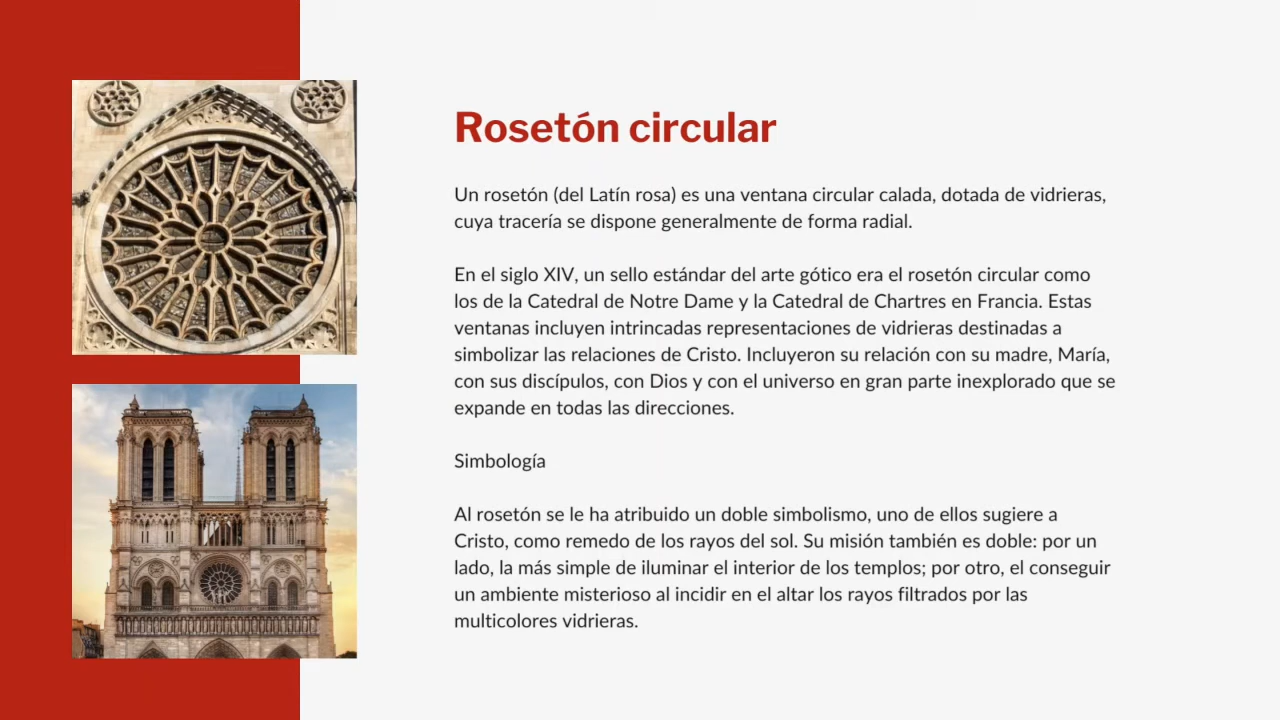 Rosetón circular
Un rosetón (del Latín rosa) es una ventana circular calada, dotada de vidrieras,
cuya tracería se dispone generalmente de forma radial.
En el siglo XIV, un sello estándar del arte gótico era el rosetón circular como
los de la Catedral de Notre Dame y la Catedral de Chartres en Francia. Estas
ventanas incluyen intrincadas representaciones de vidrieras destinadas a
simbolizar las relaciones de Cristo. Incluyeron su relación con su madre, María,
con sus discípulos, con Dios y con el universo en gran parte inexplorado que se
expande en todas las direcciones.
Simbología
Al rosetón se le ha atribuido un doble simbolismo, uno de ellos sugiere a
Cristo, como remedo de los rayos del sol. Su misión también es doble: por un
lado, la más simple de iluminar el interior de los templos; por otro, el conseguir
un ambiente misterioso al incidir en el altar los rayos filtrados por las
multicolores vidrieras.